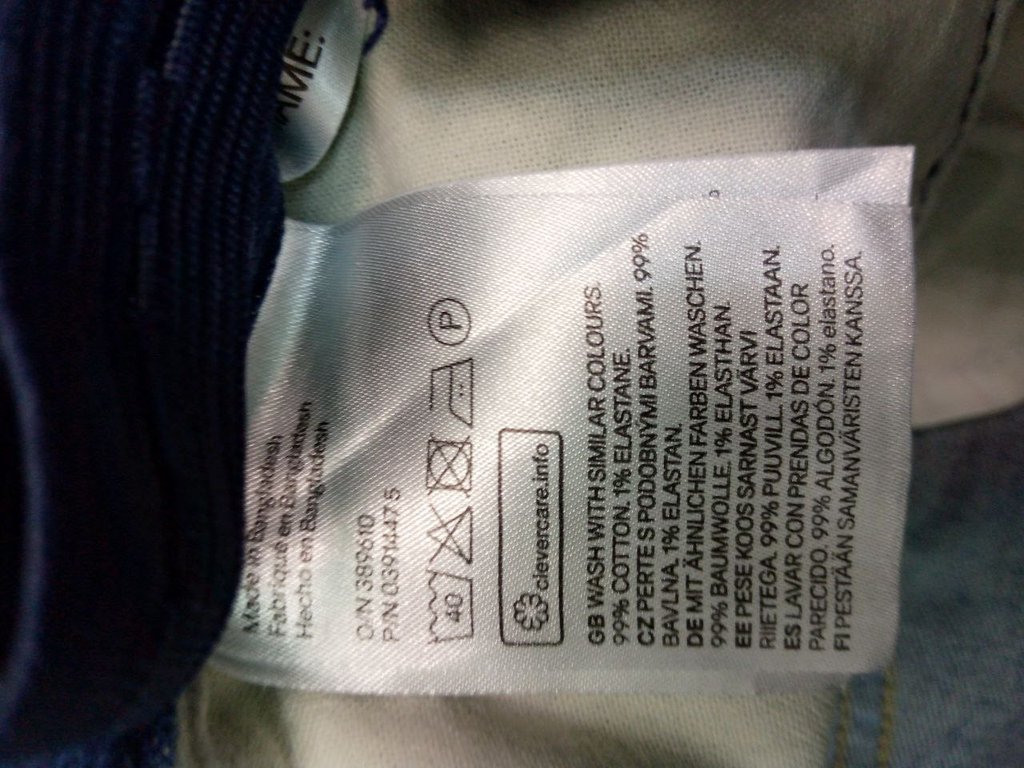 AME:
Made in Bangladesh
Fabriqué en Bangladesh
Hecho en Bangladesh
O/N 389610
P/N 03914475
40
P
clevercare.info
GB WASH WITH SIMILAR COLOURS.
99% COTTON. 1% ELASTANE.
CZ PERTE S PODOBNÝMI BARVAMI. 99%
BAVLNA, 1% ELASTAN.
DE MIT ÄHNLICHEN FARBEN WASCHEN.
99% BAUMWOLLE, 1% ELASTHAN.
EE PESE KOOS SARNAST VÄRVI
RIIETEGA. 99% PUUVILL. 1% ELASTAAN.
ES LAVAR CON PRENDAS DE COLOR
PARECIDO. 99% ALGODÓN. 1% elastano.
FI PESTÄÄN SAMANVÄRISTEN KANSSA.